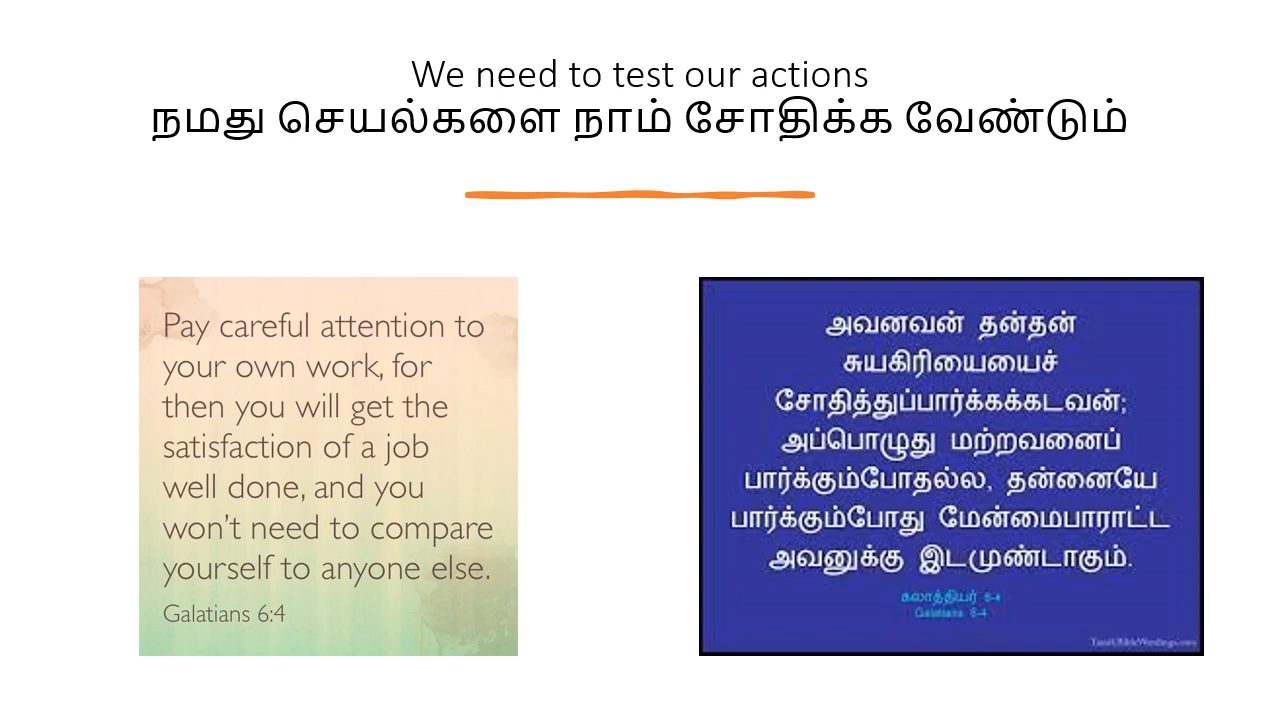 We need to test our actions
நமது செயல்களை நாம் சோதிக்க வேண்டும்
Pay careful attention to
your own work, for
then you will get the
satisfaction of a job
well done, and you
won't need to compare
yourself to anyone else.
Galatians 6:4
அவனவன் தன்தன்
சுயகிரியையைச்
சோதித்துப்பார்க்கக்கடவன்;
அப்பொழுது மற்றவனைப்
பார்க்கும்போதல்ல, தன்னையே
பார்க்கும்போது மேன்மைபாராட்ட
அவனுக்கு இடமுண்டாகும்.
கலாத்தியர் 6-4
Galatians 6-4